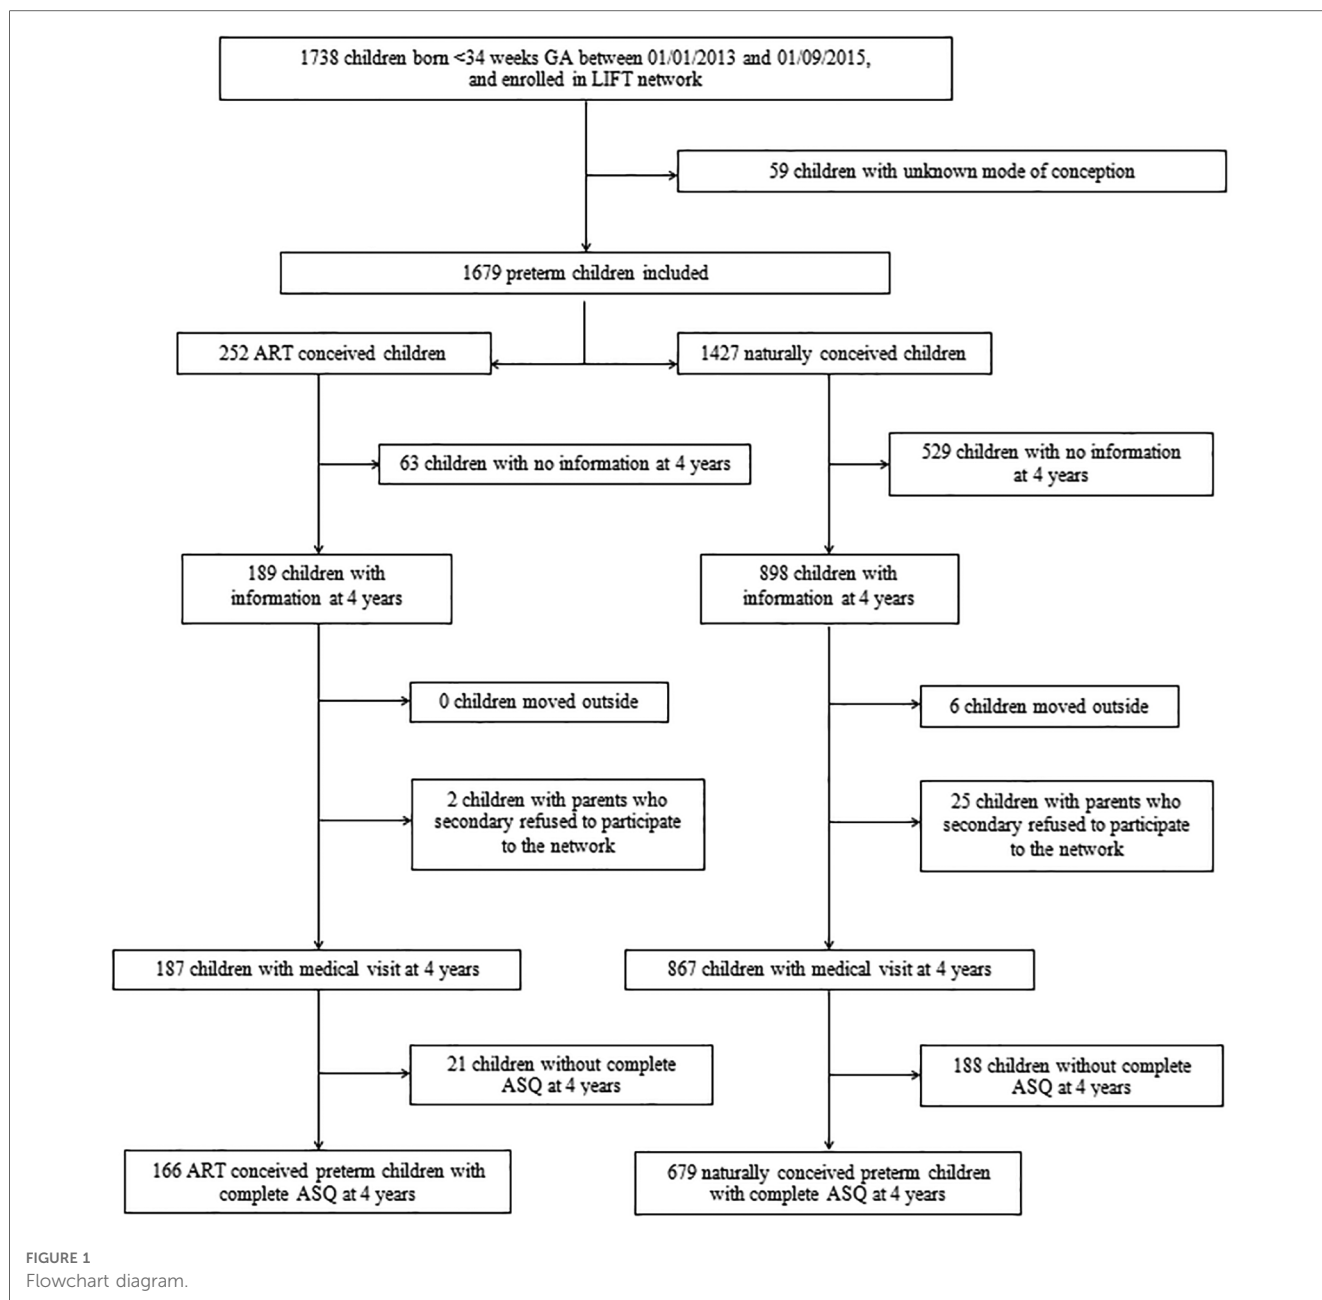 1738 children born <34 weeks GA between 01/01/2013 and 01/09/2015,
and enrolled in LIFT network
59 children with unknown mode of conception
1679 preterm children included
252 ART conceived children
1427 naturally conceived children
63 children with no information at 4 years
529 children with no information
at 4 years
189 children with
information at 4 years
898 children with
information at 4 years
0 children moved outside
6 children moved outside
2 children with parents who
secondary refused to participate
to the network
25 children with parents who
secondary refused to participate
to the network
187 children with medical visit at 4 years
867 children with medical visit at 4 years
21 children without complete
ASQ at 4 years
188 children without complete
ASQ at 4 years
166 ART conceived preterm children with
complete ASQ at 4 years
679 naturally conceived preterm children
with complete ASQ at 4 years
FIGURE 1
Flowchart diagram.